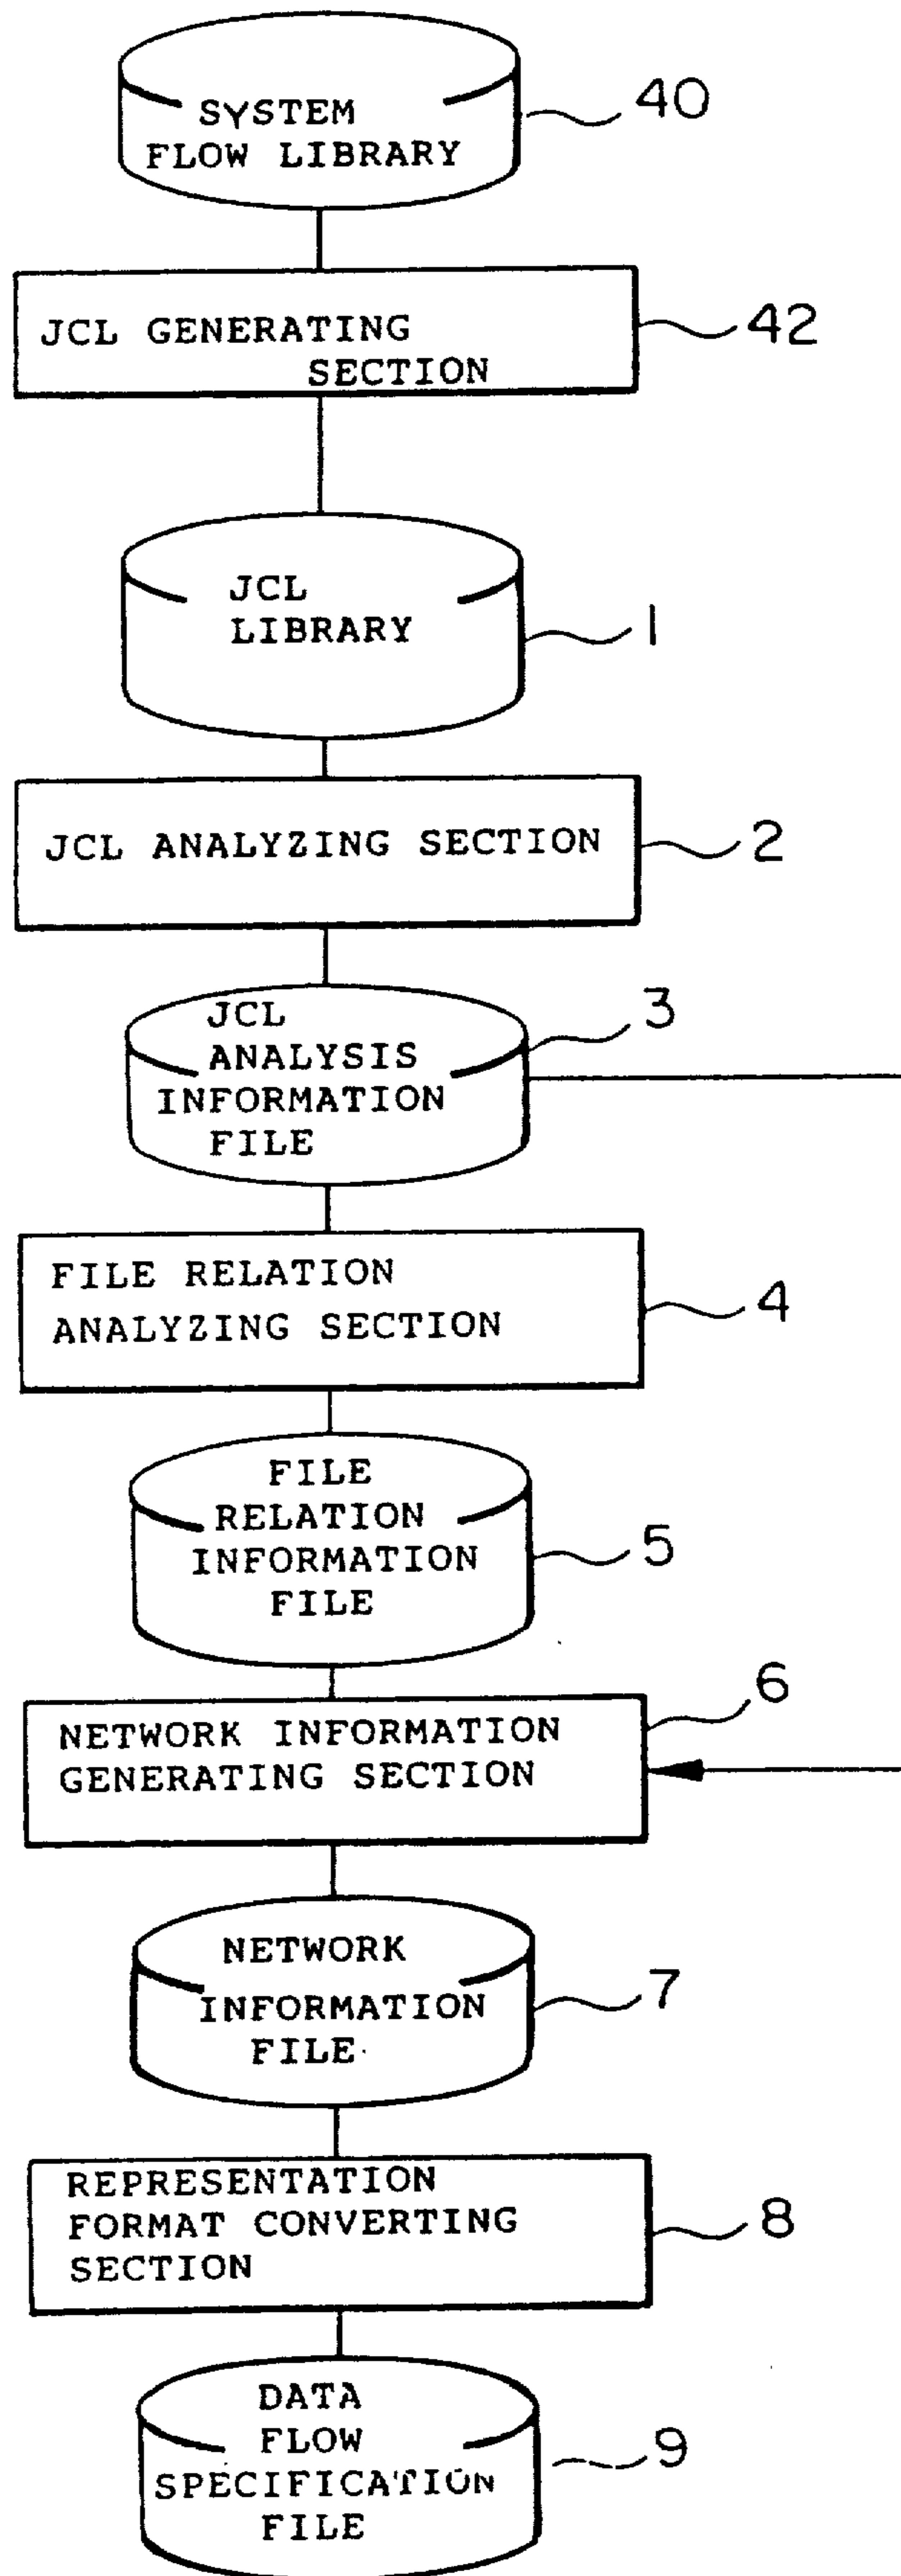 SYSTEM
FLOW LIBRARY
40
JCL GENERATING
SECTION
42
JCL
LIBRARY
1
JCL ANALYZING SECTION
2
JCL
ANALYSIS
INFORMATION
FILE
3
FILE RELATION
ANALYZING SECTION
4
FILE
RELATION
INFORMATION
FILE
5
NETWORK INFORMATION
GENERATING SECTION
6
NETWORK
INFORMATION
FILE
7
REPRESENTATION
FORMAT CONVERTING
SECTION
8
DATA
FLOW
SPECIFICATION
FILE
9